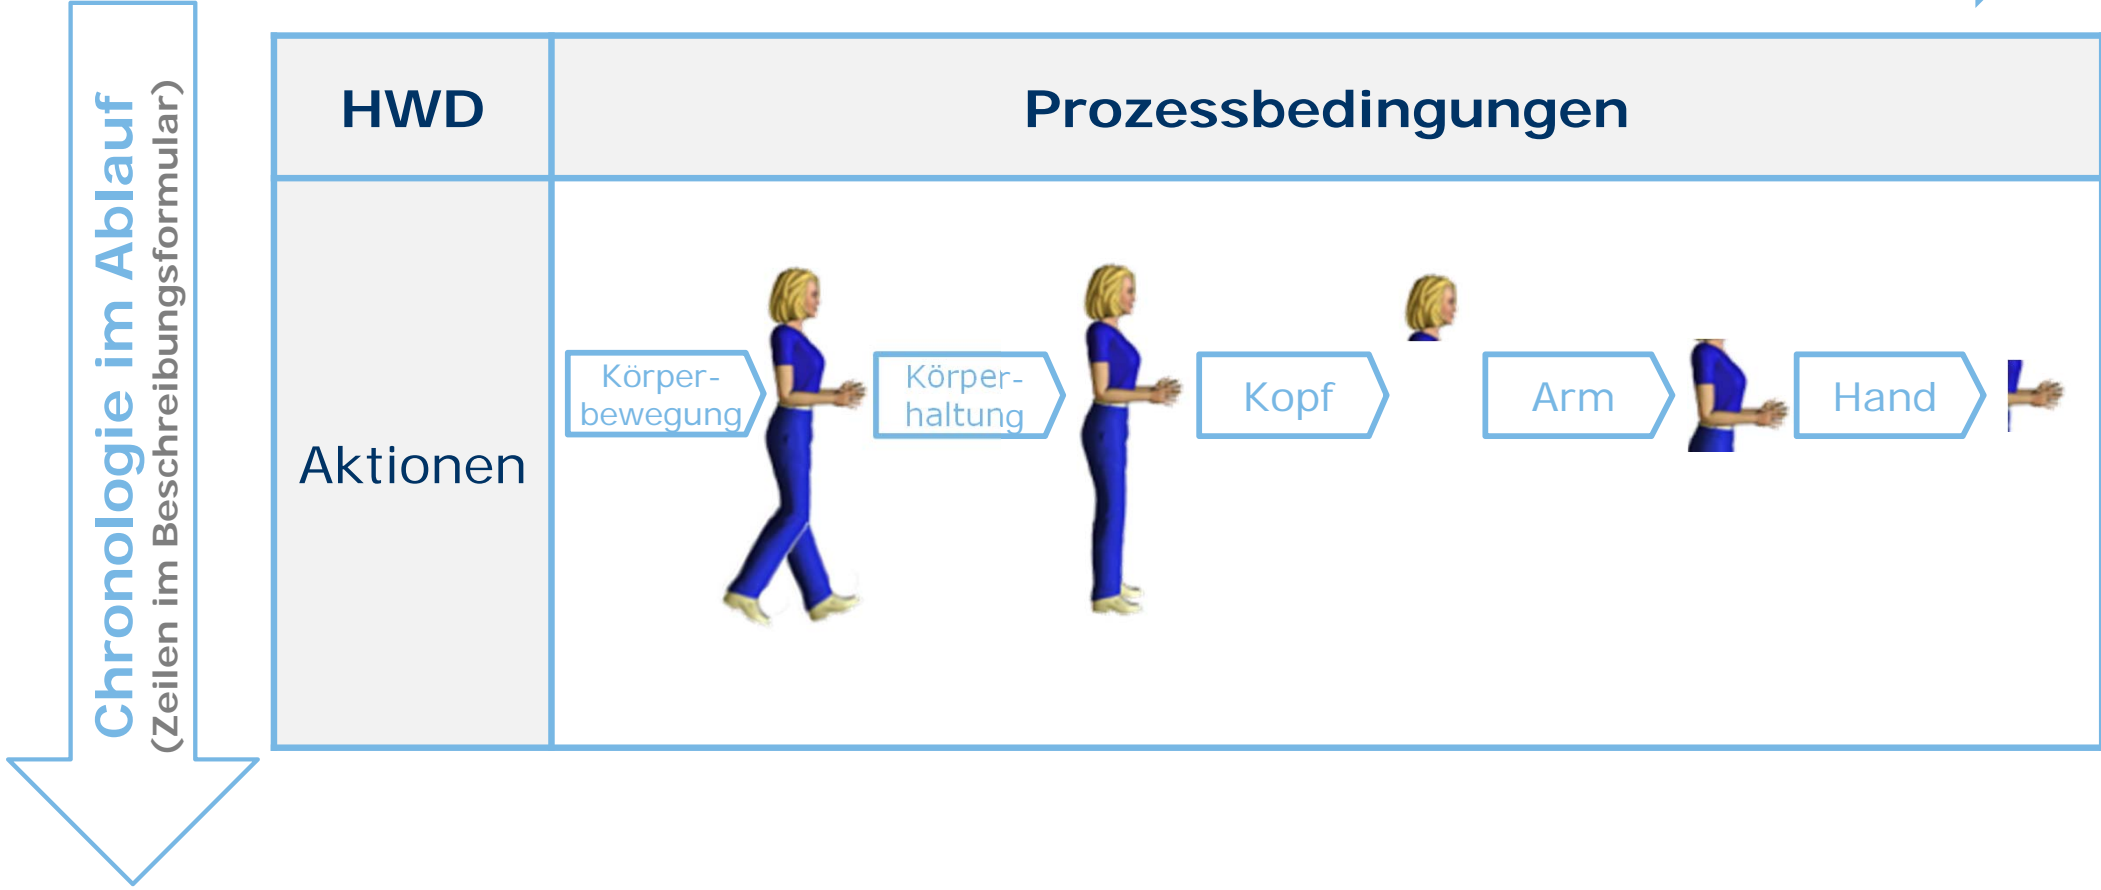 Chronologie im Ablauf
(Zeilen im Beschreibungsformular)
HWD
Prozessbedingungen
Aktionen
Körper-
bewegung
Körper-
haltung
Kopf
Arm
Hand